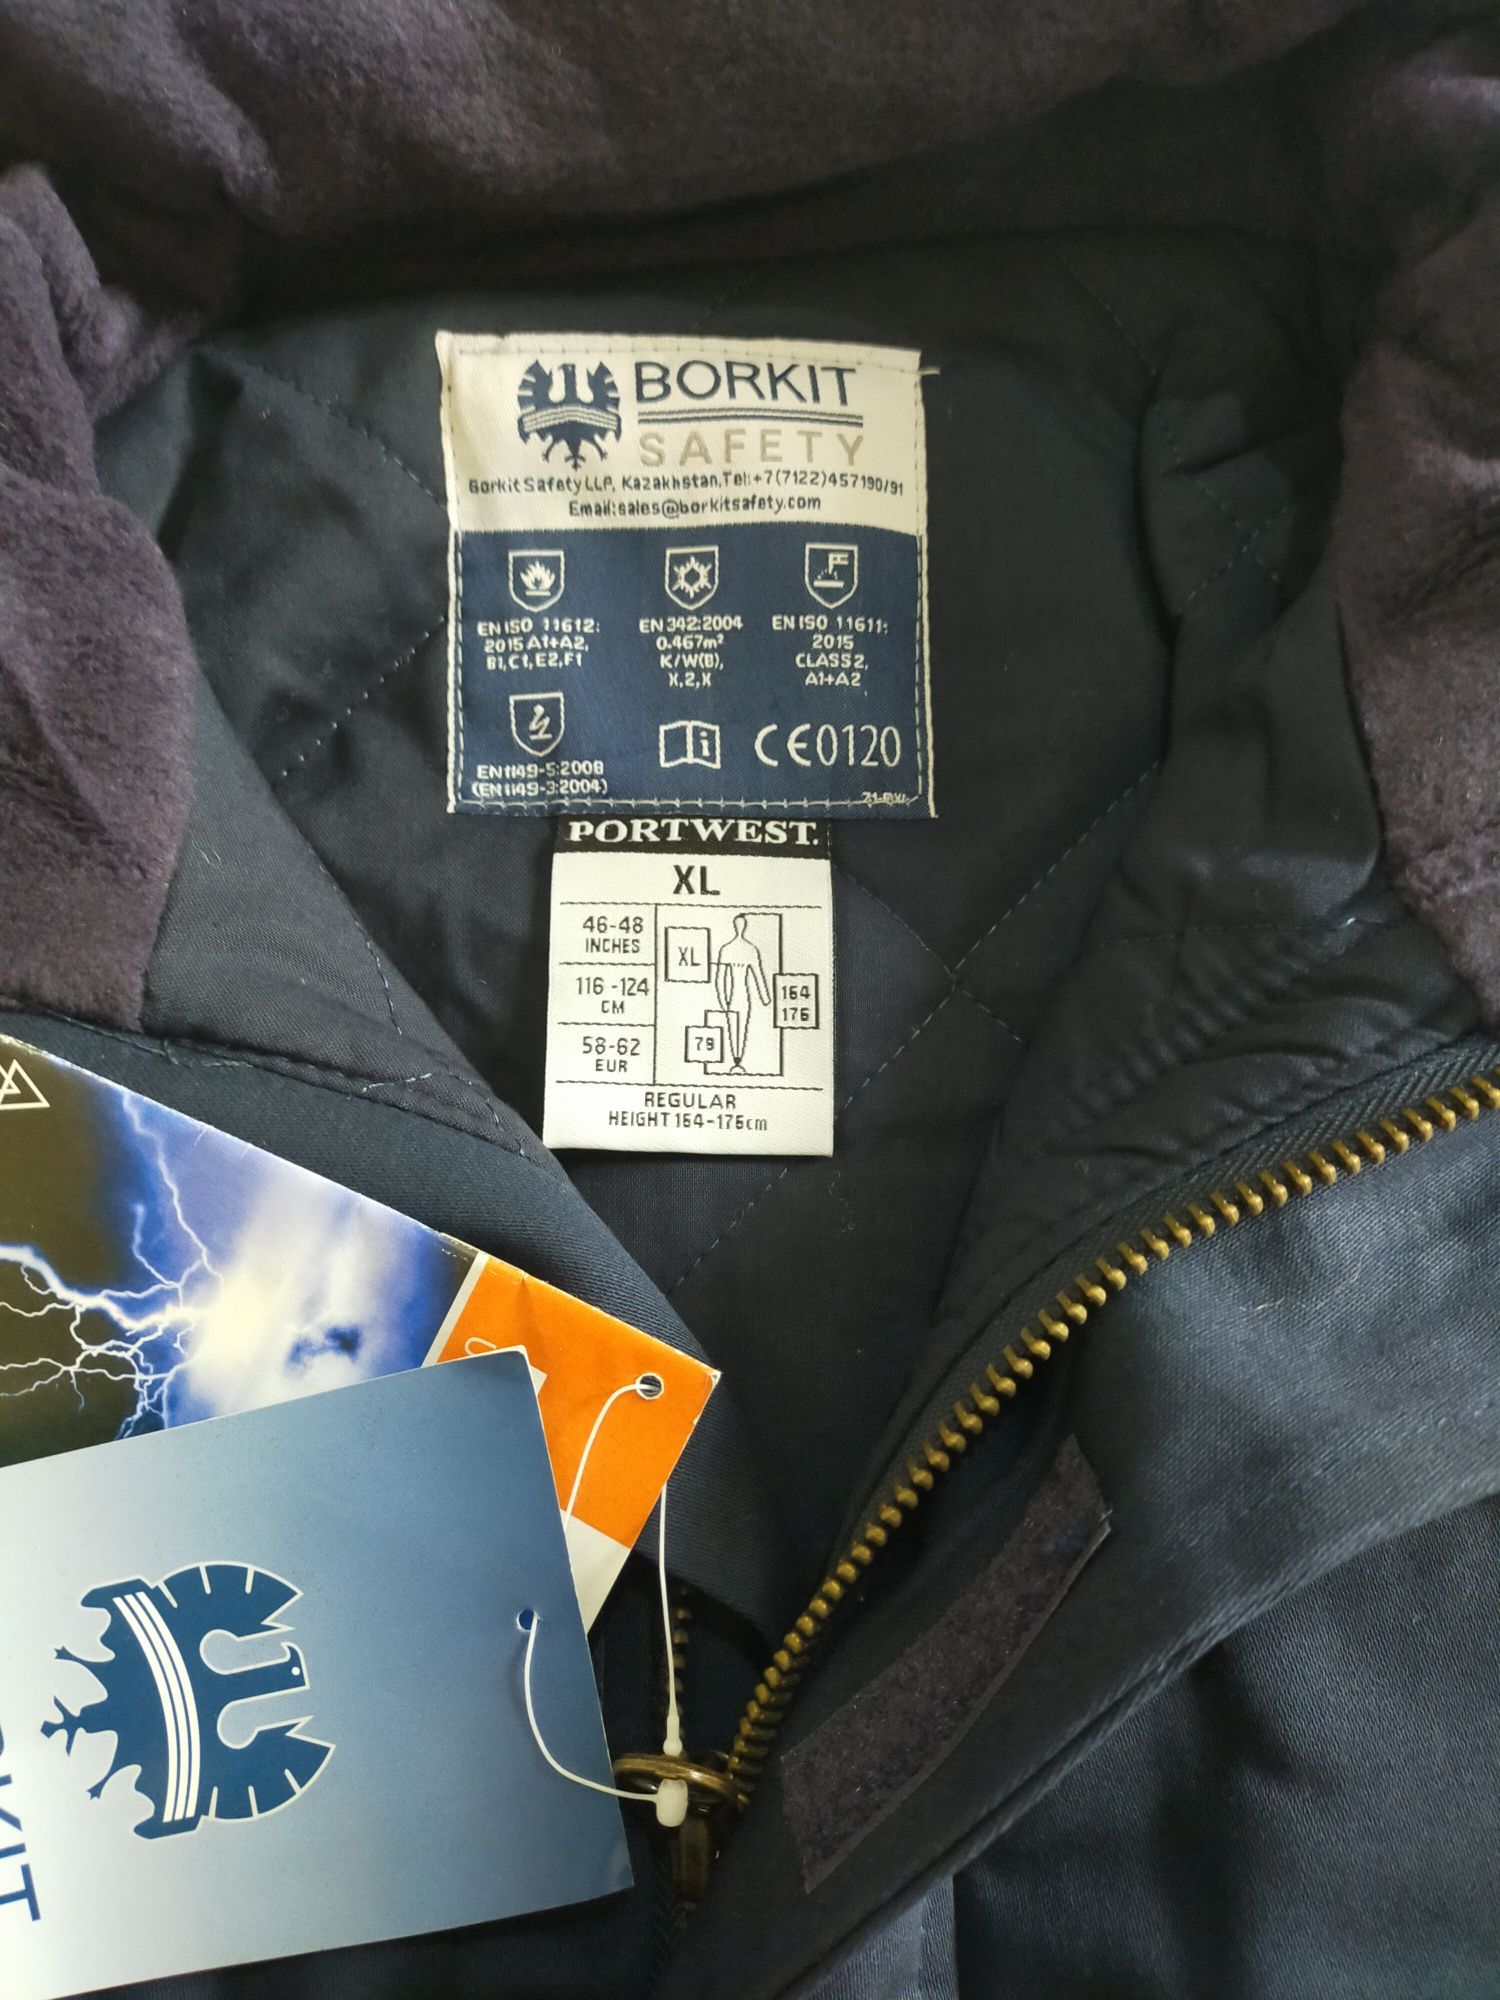 BORKIT
SAFETY
Borkit Safety LLP, Kazakhstan,Tel:+7(7122)457190/91
Email:sales@borkitsafety.com
EN ISO 11612:
2015 A1+A2,
B1,C1,E2,F1
EN 342:2004
0.467m²
K/W(B),
X,2,X
EN ISO 11611:
2015
CLASS 2,
A1+A2
EN1149-5:2008
(EN1149-3:2004)
i
CE0120
PORTWEST.
XL
46-48
INCHES
116 -124
CM
58-62
EUR
XL
164
176
79
REGULAR
HEIGHT 164-176cm
KIT